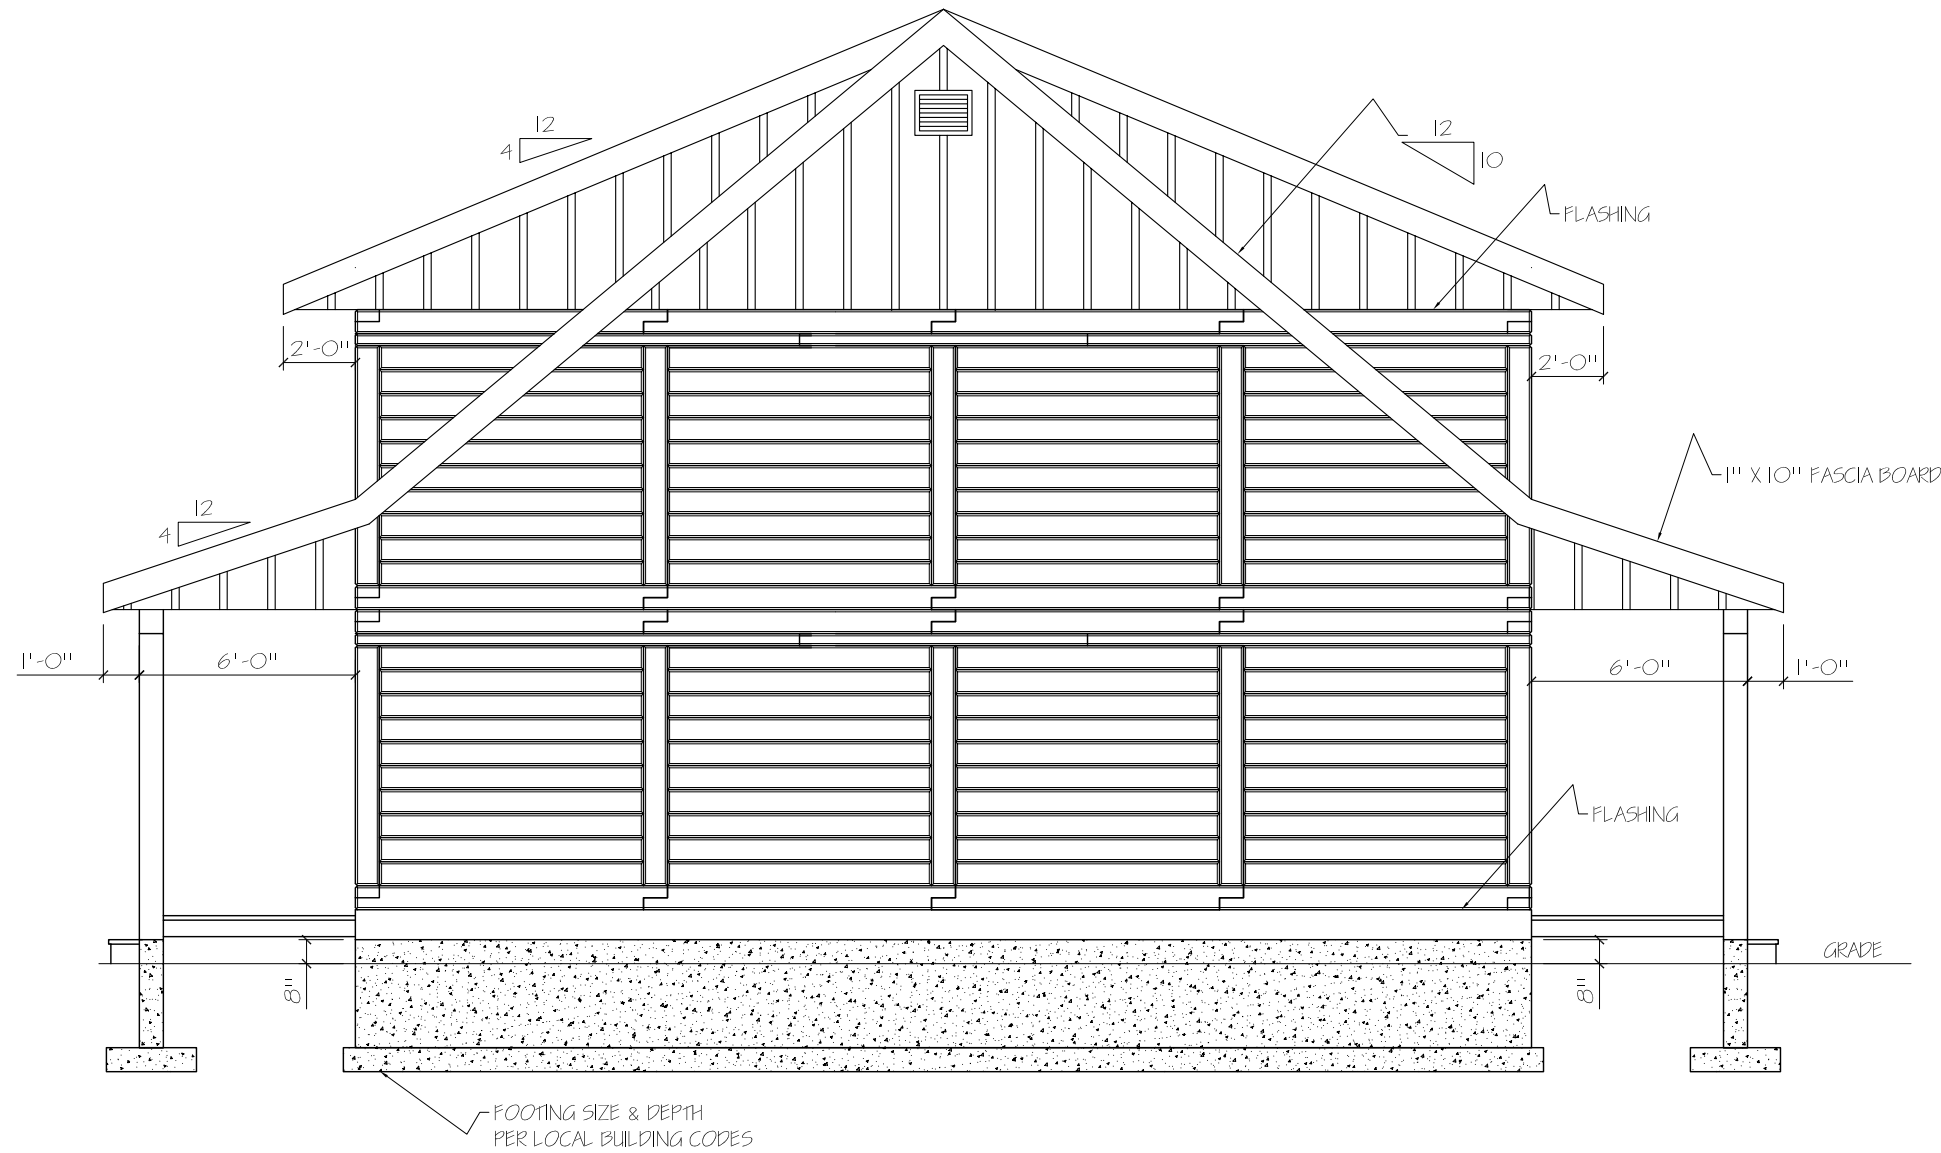 12
4
12
10
FLASHING
2'-0"
2'-0"
1" X 10" FASCIA BOARD
12
4
1'-0"
6'-0"
6'-0"
1'-0"
FLASHING
GRADE
8"
8"
FOOTING SIZE & DEPTH
PER LOCAL BUILDING CODES